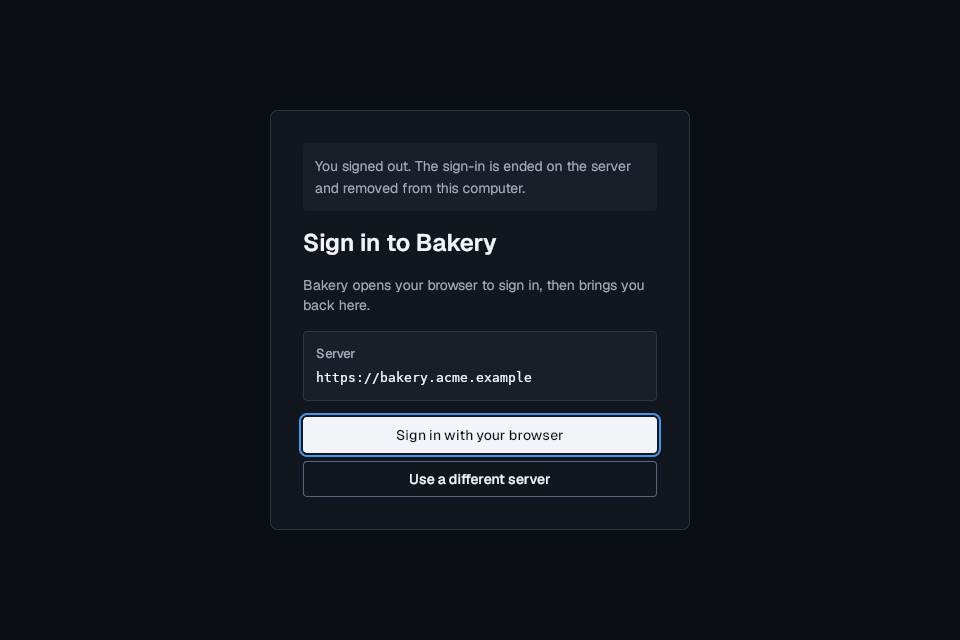 You signed out. The sign-in is ended on the server
and removed from this computer.
Sign in to Bakery
Bakery opens your browser to sign in, then brings you
back here.
Server
https://bakery.acme.example
Sign in with your browser
Use a different server